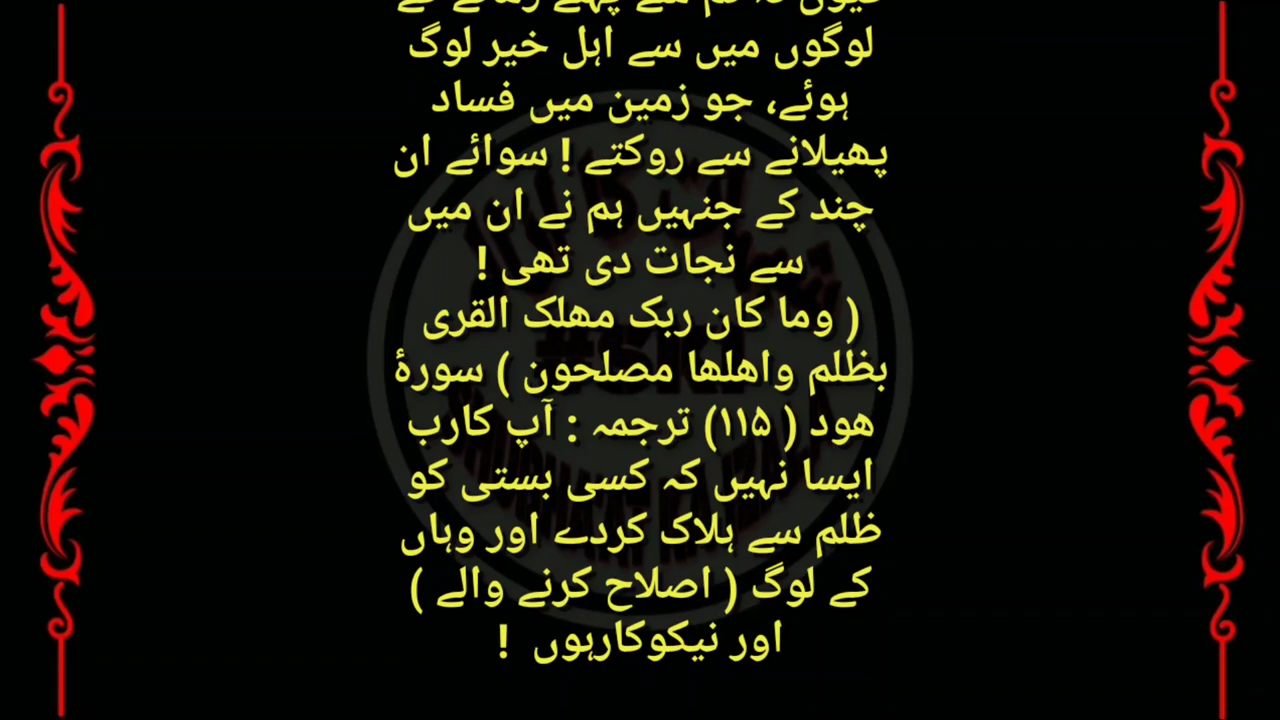 لوگوں میں سے اہل خیر لوگ
ہوئے، جو زمین میں فساد
پھیلانے سے روکتے ! سوائے ان
چند کے جنہیں ہم نے ان میں
سے نجات دی تھی !
( وما کان ربک مھلک القری
بظلم واھلھا مصلحون ) سورۂ
ھود ( ۱۱۵) ترجمہ : آپ کارب
ایسا نہیں کہ کسی بستی کو
ظلم سے ہلاک کردے اور وہاں
کے لوگ ( اصلاح کرنے والے )
اور نیکوکارہوں !